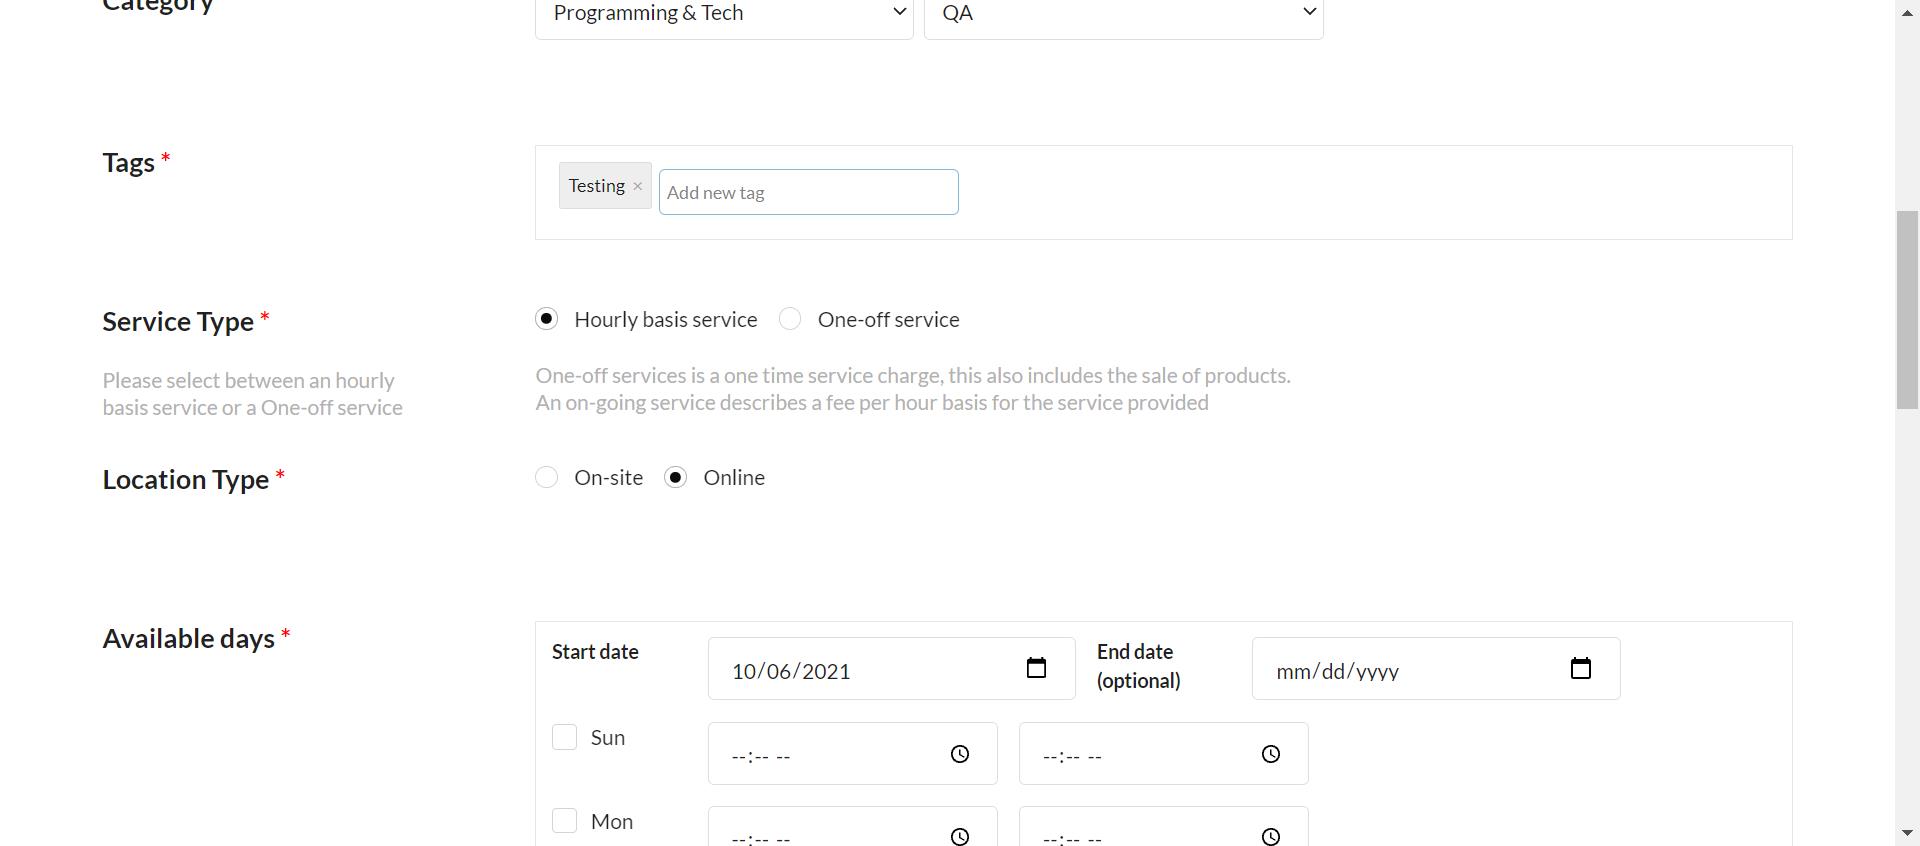 Category
Programming & Tech
QA
Tags *
Testing ×
Add new tag
Service Type *
Hourly basis service
One-off service
Please select between an hourly
basis service or a One-off service
One-off services is a one time service charge, this also includes the sale of products.
An on-going service describes a fee per hour basis for the service provided
Location Type *
On-site
Online
Available days *
Start date
10/06/2021
End date
(optional)
mm/dd/yyyy
Sun
--:-- --
--:-- --
Mon
--:-- --
--:-- --